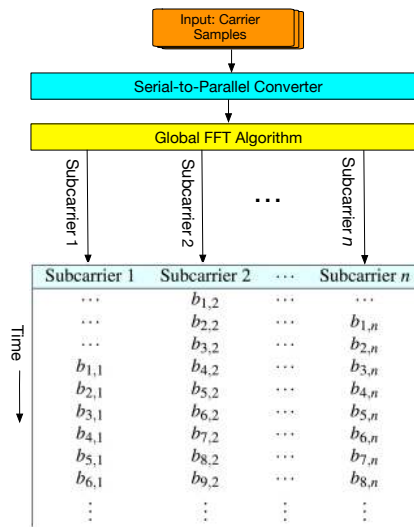 Input: Carrier
Samples
Serial-to-Parallel Converter
Global FFT Algorithm
Subcarrier 1
Subcarrier 2
...
Subcarrier n
Time
Subcarrier 1 Subcarrier 2 ⋯ Subcarrier n
⋯ b₁,₂ ⋯ ⋯
⋯ b₂,₂ ⋯ b₁,ₙ
⋯ b₃,₂ ⋯ b₂,ₙ
b₁,₁ b₄,₂ ⋯ b₃,ₙ
b₂,₁ b₅,₂ ⋯ b₄,ₙ
b₃,₁ b₆,₂ ⋯ b₅,ₙ
b₄,₁ b₇,₂ ⋯ b₆,ₙ
b₅,₁ b₈,₂ ⋯ b₇,ₙ
b₆,₁ b₉,₂ ⋯ b₈,ₙ
⋮ ⋮ ⋮ ⋮